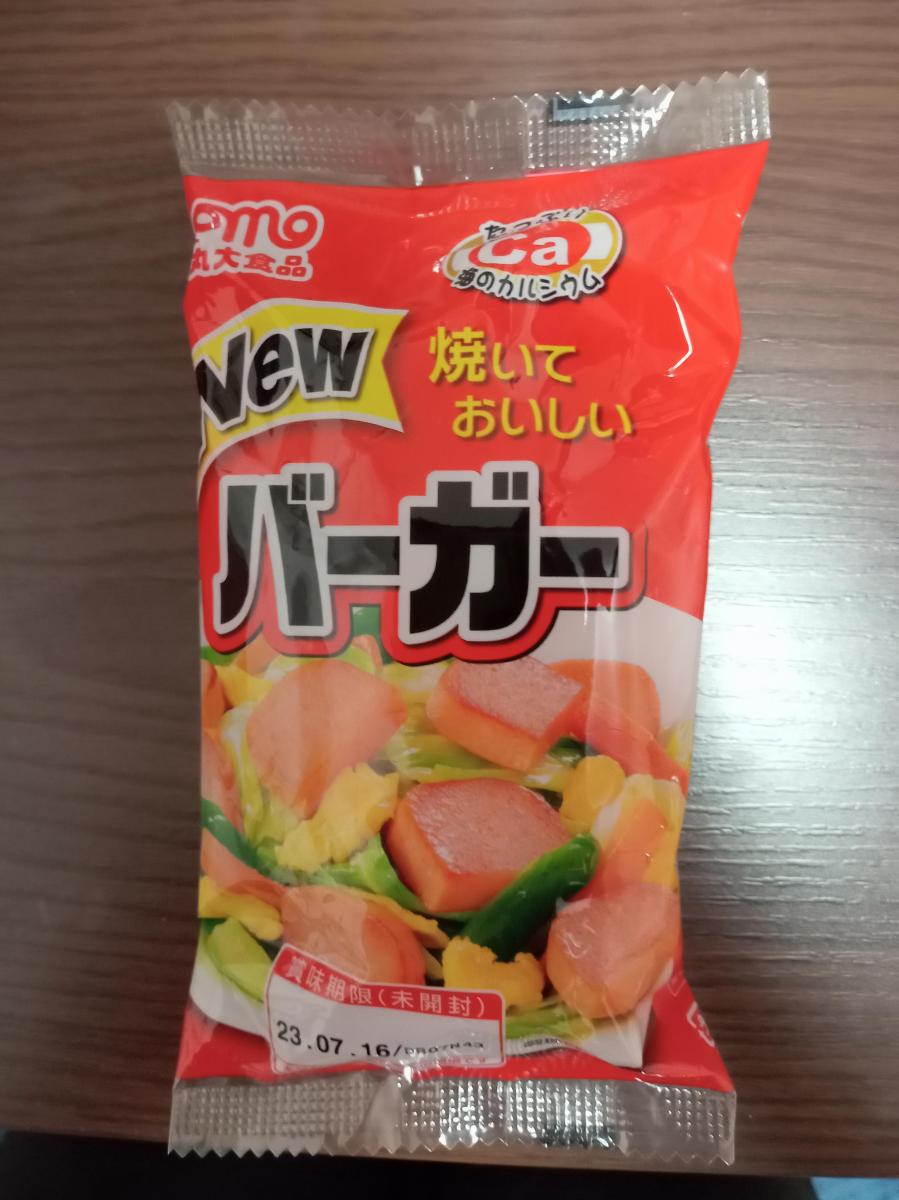 omo
丸大食品
たっぷり
Ca
海のカルシウム
New
焼いて
おいしい
バーガー
賞味期限(未開封)
23.07.16/